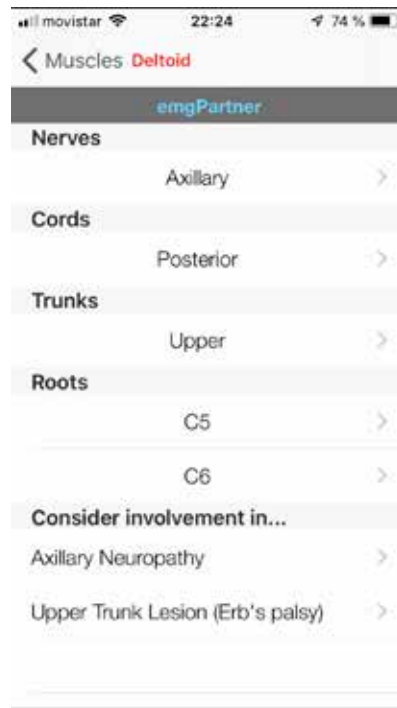 movistar 22:24 74 %
Muscles Deltoid
emgPartner
Nerves
Axillary
Cords
Posterior
Trunks
Upper
Roots
C5
C6
Consider involvement in...
Axillary Neuropathy
Upper Trunk Lesion (Erb's palsy)